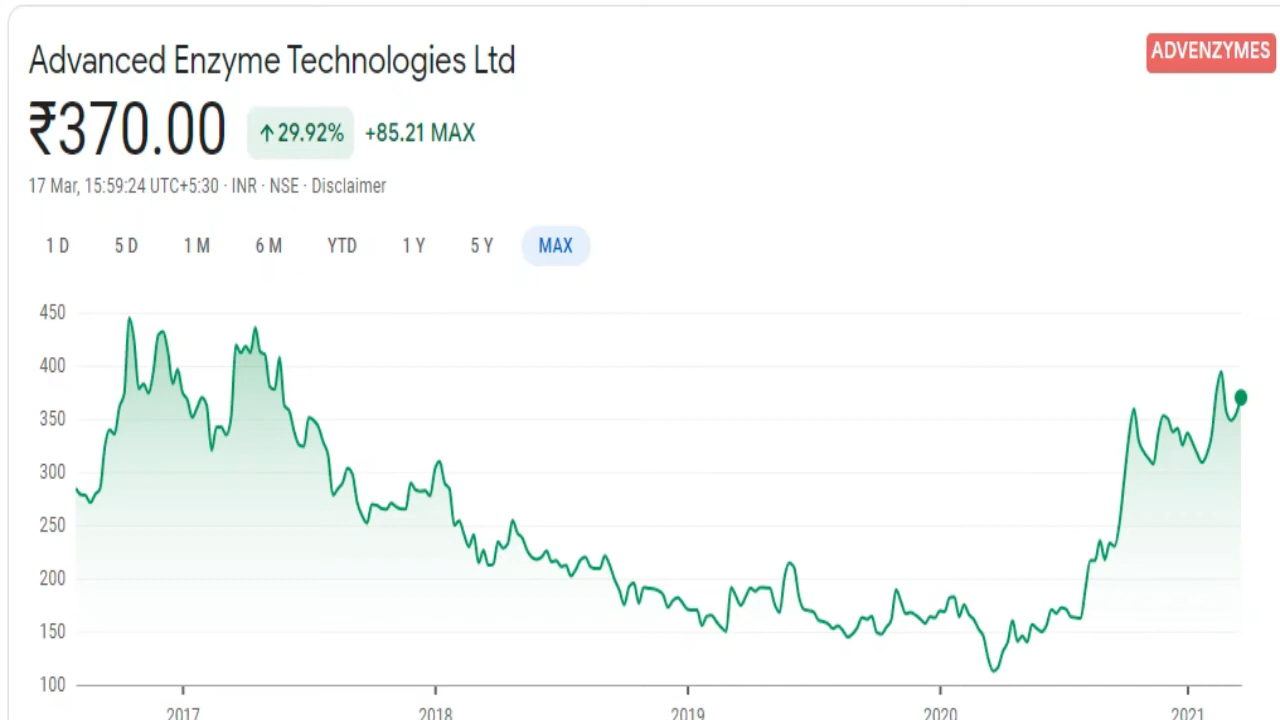 Advanced Enzyme Technologies Ltd
ADVENZYMES
₹370.00 ↑29.92% +85.21 MAX
17 Mar, 15:59:24 UTC+5:30 · INR · NSE · Disclaimer
1 D 5 D 1 M 6 M YTD 1 Y 5 Y MAX
450
400
350
300
250
200
150
100
2017 2018 2019 2020 2021